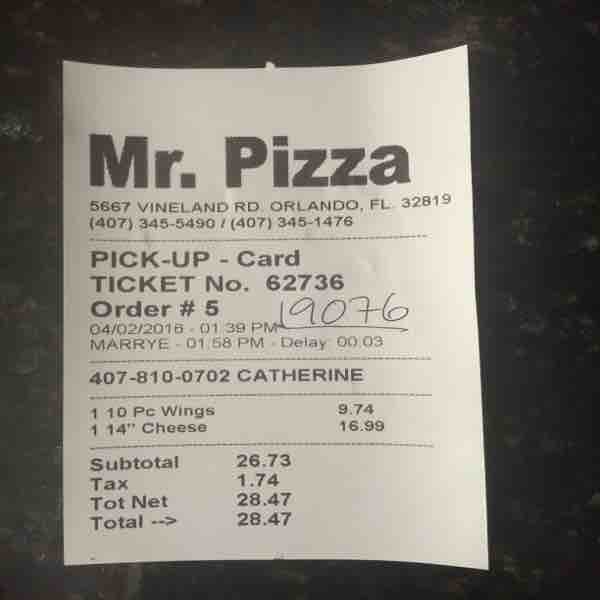 Mr. Pizza
5667 VINELAND RD. ORLANDO, FL. 32819
(407) 345-5490 / (407) 345-1476
PICK-UP - Card
TICKET No. 62736
Order # 5
19076
04/02/2016 - 01:39 PM
MARRYE - 01:58 PM - Delay: 00:03
407-810-0702 CATHERINE
1 10 Pc Wings 9.74
1 14" Cheese 16.99
Subtotal 26.73
Tax 1.74
Tot Net 28.47
Total --> 28.47